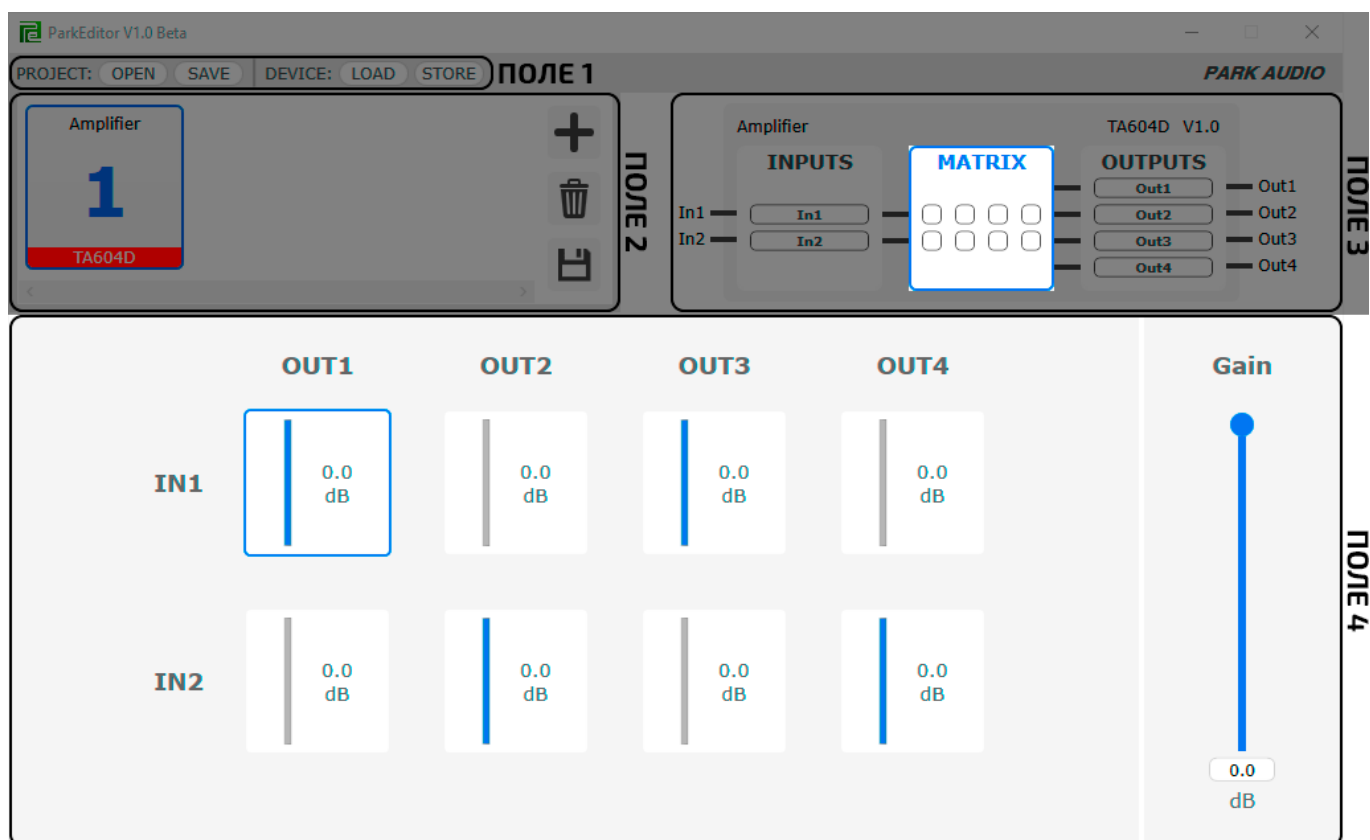 ParkEditor V1.0 Beta
PROJECT: OPEN SAVE DEVICE: LOAD STORE ПОЛЕ 1
PARK AUDIO
Amplifier
1
TA604D
ПОЛЕ 2
Amplifier TA604D V1.0
INPUTS MATRIX OUTPUTS
Out1 Out1
In1 In1 Out2 Out2
In2 In2 Out3 Out3
Out4 Out4
ПОЛЕ 3
OUT1 OUT2 OUT3 OUT4 Gain
IN1
0.0 0.0 0.0 0.0
dB dB dB dB
IN2
0.0 0.0 0.0 0.0
dB dB dB dB
0.0
dB
ПОЛЕ 4